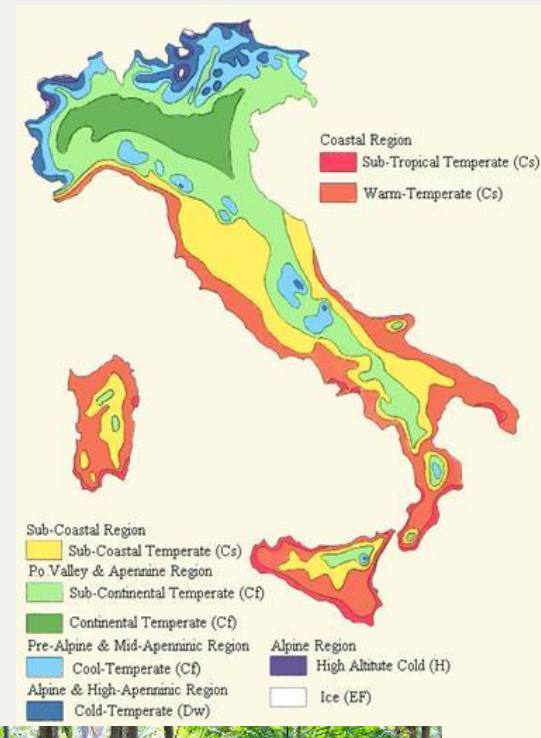 Coastal Region
Sub-Tropical Temperate (Cs)
Warm-Temperate (Cs)
Sub-Coastal Region
Sub-Coastal Temperate (Cs)
Po Valley & Apennine Region
Sub-Continental Temperate (Cf)
Continental Temperate (Cf)
Pre-Alpine & Mid-Apenninic Region
Cool-Temperate (Cf)
Alpine & High-Apenninic Region
Cold-Temperate (Dw)
Alpine Region
High Altitute Cold (H)
Ice (EF)